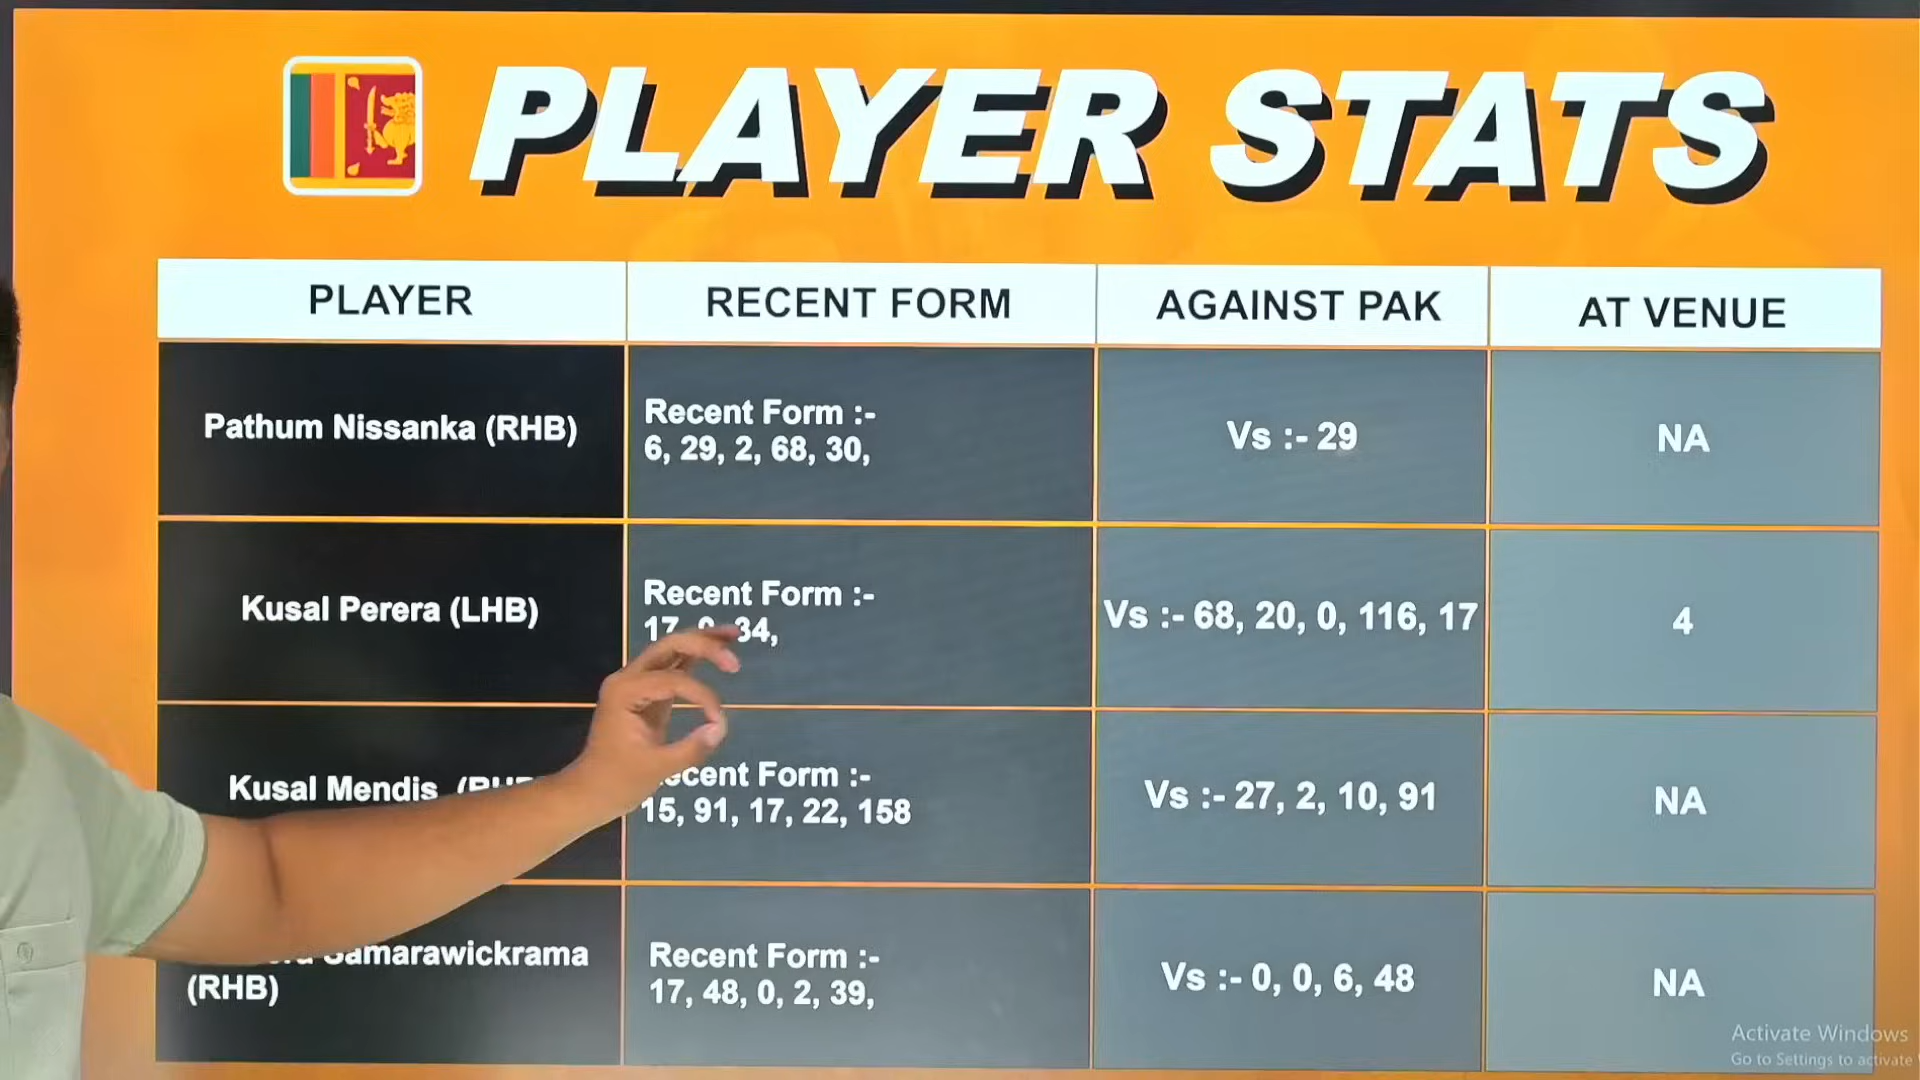 PLAYER STATS
PLAYER
RECENT FORM
AGAINST PAK
AT VENUE
Pathum Nissanka (RHB)
Recent Form :-
6, 29, 2, 68, 30,
Vs :- 29
NA
Kusal Perera (LHB)
Recent Form :-
34,
Vs :- 68, 20, 0, 116, 17
4
Kusal Mendis
Form :-
15, 91, 17, 22, 158
Vs :- 27, 2, 10, 91
NA
Samarawickrama
(RHB)
Recent Form :-
17, 48, 0, 2, 39,
Vs :- 0, 0, 6, 48
NA
Activate Windows
Go to Settings to activate